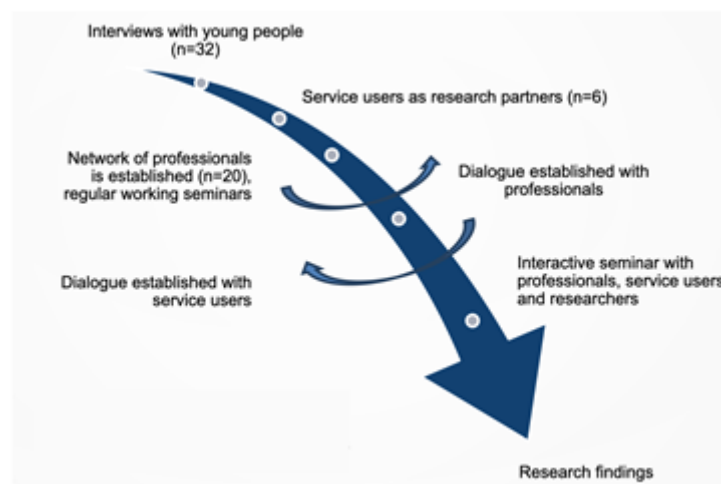 Interviews with young people
(n=32)
Service users as research partners (n=6)
Network of professionals
is established (n=20),
regular working seminars
Dialogue established with
professionals
Dialogue established with
service users
Interactive seminar with
professionals, service users
and researchers
Research findings